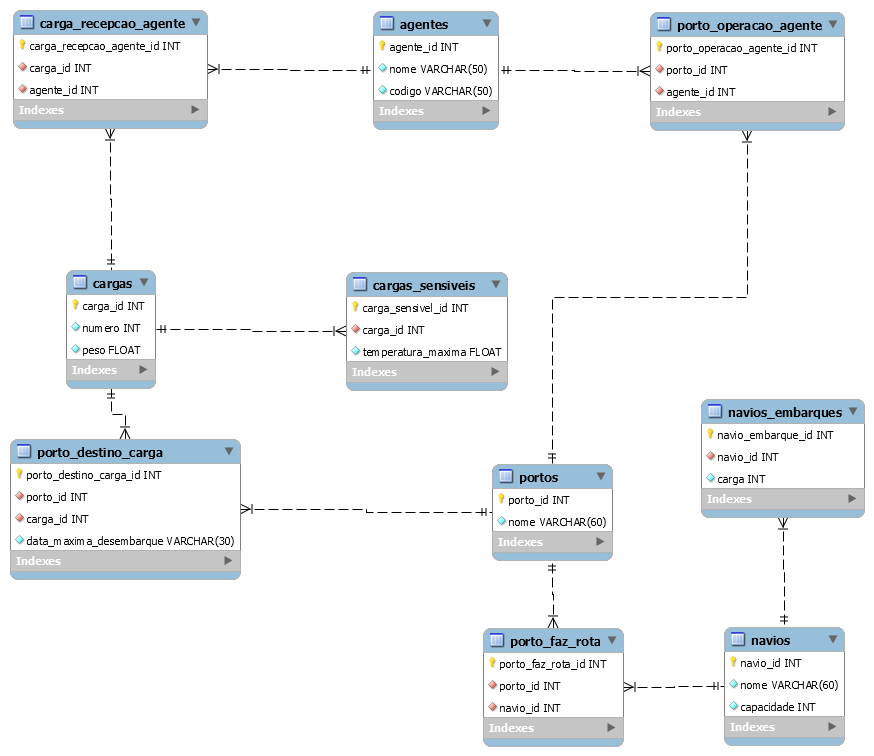 carga_recepcao_agente
carga_recepcao_agente_id INT
carga_id INT
agente_id INT
Indexes
agentes
agente_id INT
nome VARCHAR(50)
codigo VARCHAR(50)
Indexes
porto_operacao_agente
porto_operacao_agente_id INT
porto_id INT
agente_id INT
Indexes
cargas
carga_id INT
numero INT
peso FLOAT
Indexes
cargas_sensiveis
carga_sensivel_id INT
carga_id INT
temperatura_maxima FLOAT
Indexes
navios_embarques
navio_embarque_id INT
navio_id INT
carga INT
Indexes
porto_destino_carga
porto_destino_carga_id INT
porto_id INT
carga_id INT
data_maxima_desembarque VARCHAR(30)
Indexes
portos
porto_id INT
nome VARCHAR(60)
Indexes
porto_faz_rota
porto_faz_rota_id INT
porto_id INT
navio_id INT
Indexes
navios
navio_id INT
nome VARCHAR(60)
capacidade INT
Indexes